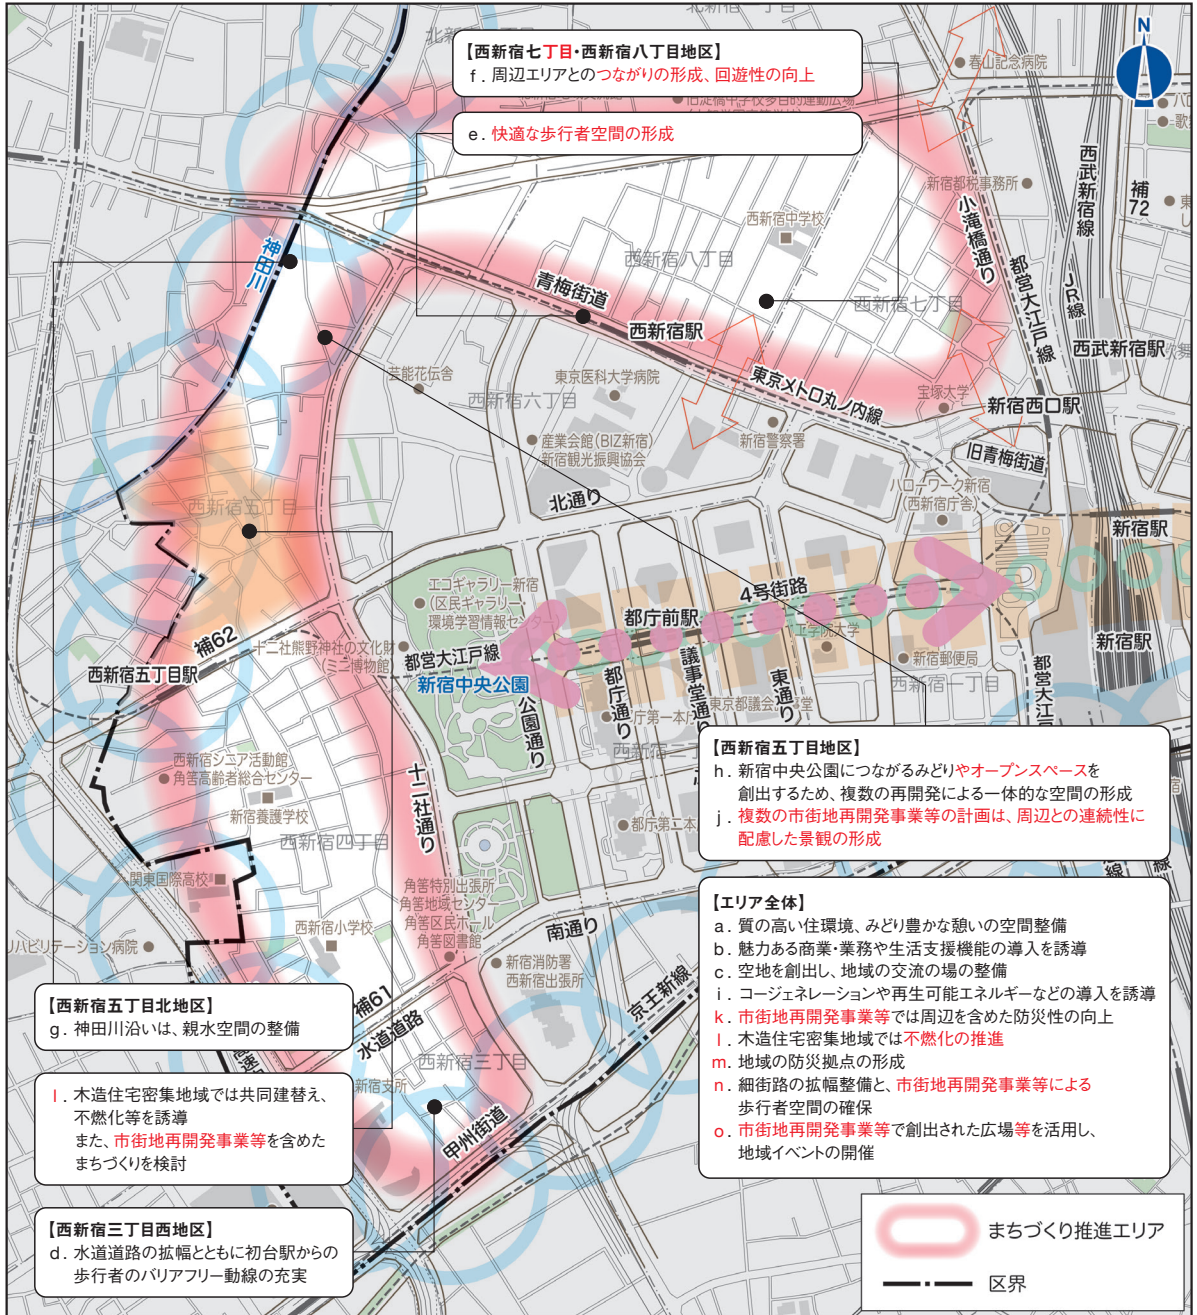 【西新宿七丁目・西新宿八丁目地区】
f. 周辺エリアとのつながりの形成、回遊性の向上
e. 快適な歩行者空間の形成
N
春山記念病院
新宿都税事務所
小滝橋通り
都営大江戸線
西武新宿線
JR線
補72
西新宿中学校
西新宿八丁目
西新宿七丁目
神田川
青梅街道
西新宿駅
東京メトロ丸ノ内線
西武新宿駅
宝塚大学
新宿西口駅
芸能花伝舎
西新宿六丁目
東京医科大学病院
産業会館(BIZ新宿)
新宿観光振興協会
新宿警察署
旧青梅街道
ハローワーク新宿
(西新宿庁舎)
北通り
新宿駅
西新宿五丁目
エコギャラリー新宿
(区民ギャラリー・
環境学習情報センター)
4号街路
都庁前駅
工学院大学
新宿駅
補62
十二社熊野神社の文化財
(ミニ博物館)
都営大江戸線
新宿中央公園
西新宿五丁目駅
公園通り
都庁通り
議事堂通り
東通り
新宿郵便局
西新宿一丁目
都庁第一本庁
東京都議会議事堂
西新宿二丁目
都営大江戸
西新宿シニア活動館
角筈高齢者総合センター
新宿養護学校
十二社通り
西新宿四丁目
都庁第二本
関東国際高校
角筈特別出張所
角筈地域センター
角筈区民ホール
角筈図書館
西新宿小学校
リハビリテーション病院
南通り
新宿消防署
西新宿出張所
京王新線
補61
水道道路
西新宿三丁目
新宿支所
甲州街道
【西新宿五丁目地区】
h. 新宿中央公園につながるみどりやオープンスペースを
創出するため、複数の再開発による一体的な空間の形成
j. 複数の市街地再開発事業等の計画は、周辺との連続性に
配慮した景観の形成
【エリア全体】
a. 質の高い住環境、みどり豊かな憩いの空間整備
b. 魅力ある商業・業務や生活支援機能の導入を誘導
c. 空地を創出し、地域の交流の場の整備
i. コージェネレーションや再生可能エネルギーなどの導入を誘導
k. 市街地再開発事業等では周辺を含めた防災性の向上
l. 木造住宅密集地域では不燃化の推進
m. 地域の防災拠点の形成
n. 細街路の拡幅整備と、市街地再開発事業等による
歩行者空間の確保
o. 市街地再開発事業等で創出された広場等を活用し、
地域イベントの開催
【西新宿五丁目北地区】
g. 神田川沿いは、親水空間の整備
l. 木造住宅密集地域では共同建替え、
不燃化等を誘導
また、市街地再開発事業等を含めた
まちづくりを検討
【西新宿三丁目西地区】
d. 水道道路の拡幅とともに初台駅からの
歩行者のバリアフリー動線の充実
まちづくり推進エリア
区界